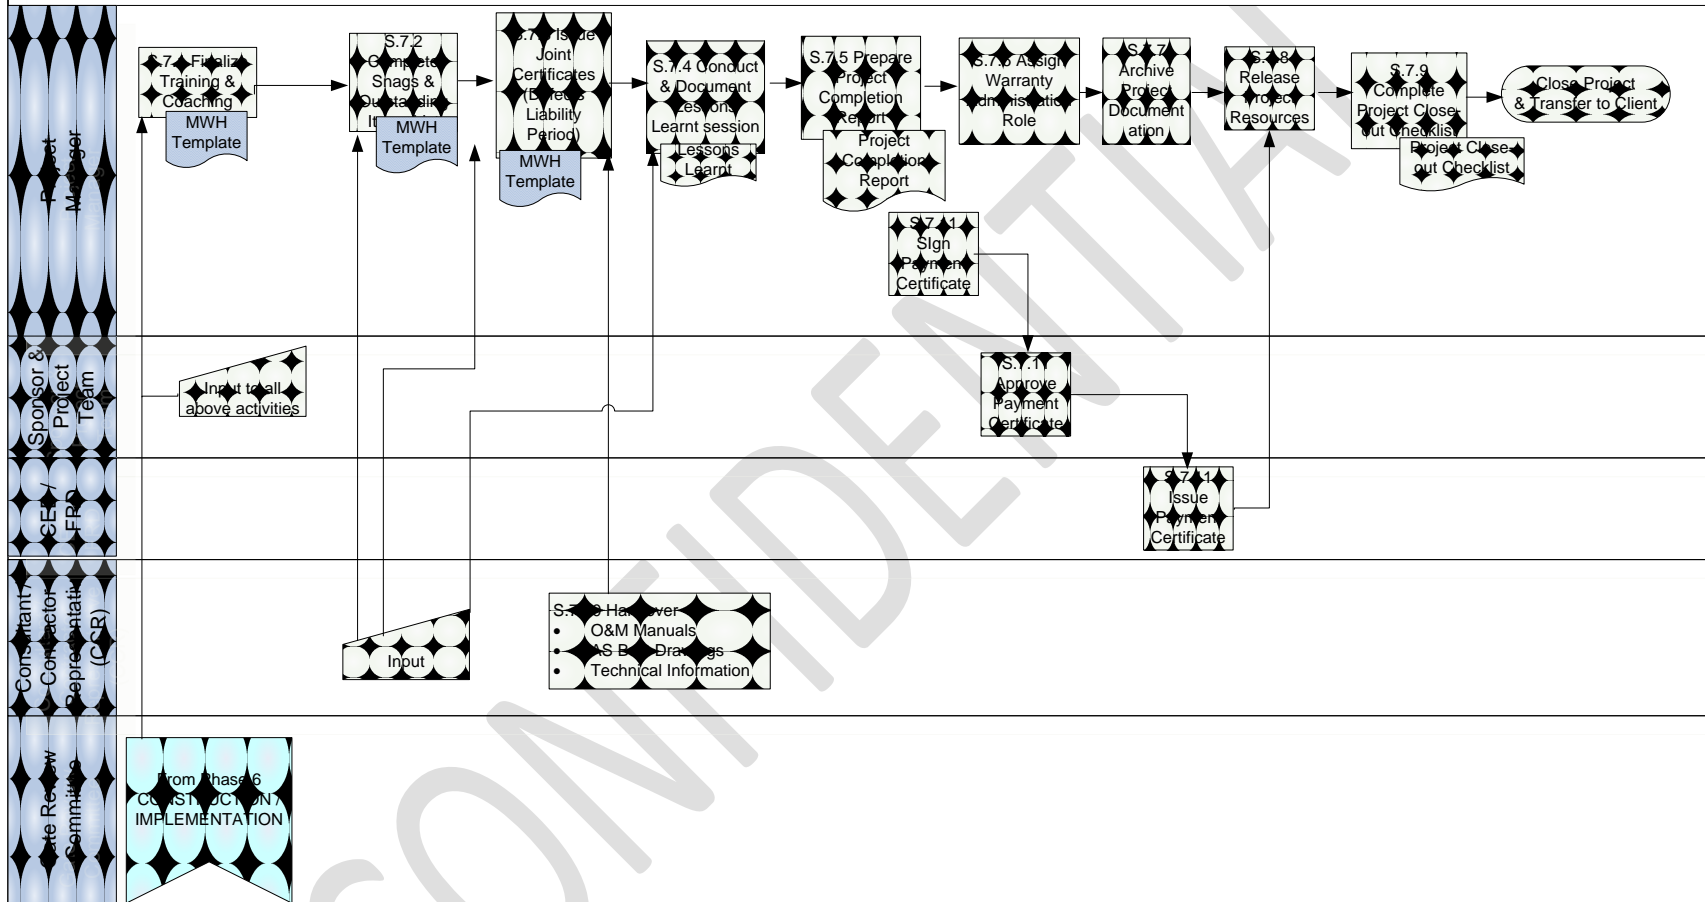 S.7.1 Finalize
Training &
Coaching
MWH
Template
S.7.2
Complete
Snags &
Outstanding
MWH
Template
Issue
Joint
Certificates
(Defects
Liability
Period)
MWH
Template
S.7.4 Conduct
& Document
Lessons
Learnt session
Lessons
Learnt
S.7.5 Prepare
Project
Completion
Report
Project
Completion
Report
S.7.6 Assign
Warranty
Administration
Role
S.7.7
Archive
Project
Document
ation
S.7.8
Release
Project
Resources
S.7.9
Complete
Project Close-
out Checklist
Project Close-
out Checklist
Close Project
& Transfer to Client
S.7.11
SIgn
Payment
Certificate
Project
Manager
Sponsor &
Project
Team
Input to all
above activities
S.7.11
Approve
Payment
Certificate
S.7.11
Issue
Payment
Certificate
Consultant /
Contractor
Representative
(CCR)
Input
Handover
• O&M Manuals
• AS Built Drawings
• Technical Information
Gate Review
Committee
From Phase 6
CONSTRUCTION /
IMPLEMENTATION
CONFIDENTIAL